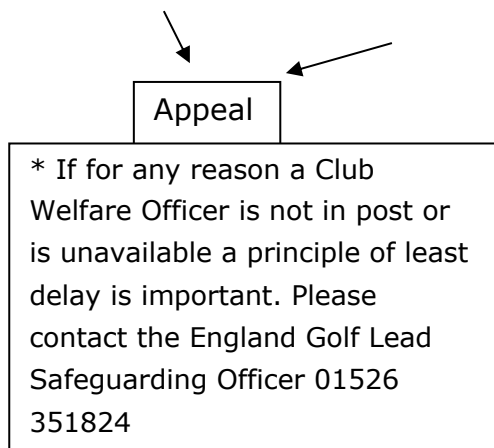 Appeal
* If for any reason a Club
Welfare Officer is not in post or
is unavailable a principle of least
delay is important. Please
contact the England Golf Lead
Safeguarding Officer 01526
351824